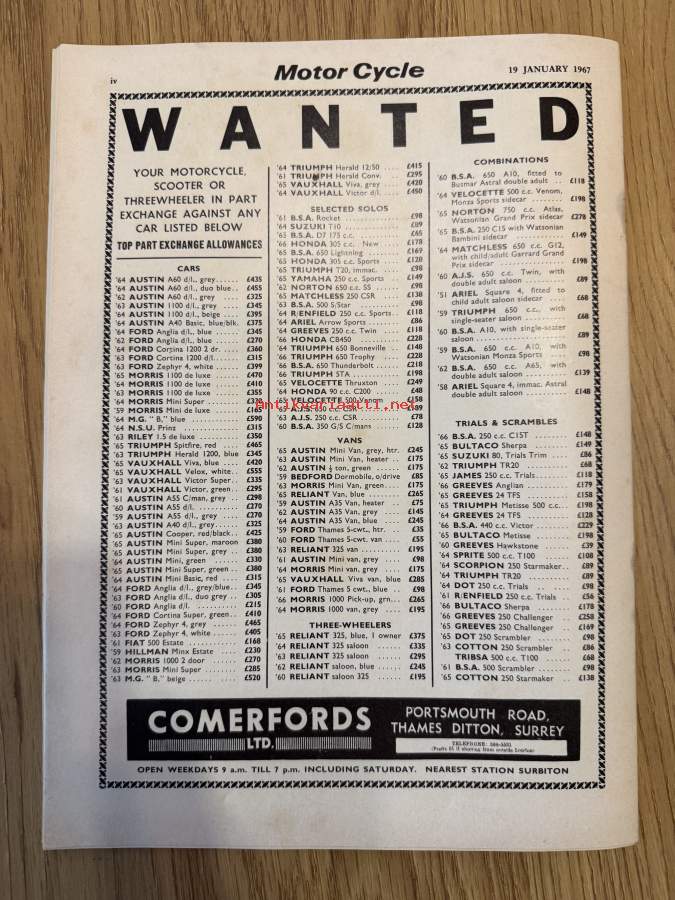 iv
Motor Cycle
19 JANUARY 1967
WANTED
YOUR MOTORCYCLE,
SCOOTER OR
THREEWHEELER IN PART
EXCHANGE AGAINST ANY
CAR LISTED BELOW
TOP PART EXCHANGE ALLOWANCES
CARS
'64 AUSTIN A60 d/l., grey...... £435
'64 AUSTIN A60 d/l., duo blue.. £455
'62 AUSTIN A60 d/l., grey .... £325
'63 AUSTIN 1100 d/l., grey .... £345
'64 AUSTIN 1100 d/l., beige .... £395
'64 AUSTIN A40 Basic, blue/blk. £375
'64 FORD Anglia d/l., blue .... £345
'62 FORD Anglia d/l., blue .... £270
'64 FORD Cortina 1200 2 dr. .... £360
'63 FORD Cortina 1200 d/l. .... £315
'63 FORD Zephyr 4, white .... £399
'65 MORRIS 1100 de luxe .... £470
'64 MORRIS 1100 de luxe .... £410
'63 MORRIS 1100 de luxe .... £355
'64 MORRIS Mini Super ....
'59 MORRIS Mini de luxe .... £165
'64 M.G. "B," blue .... £590
'64 N.S.U. Prinz .... £315
'63 RILEY 1.5 de luxe .... £350
'65 TRIUMPH Spitfire, red .... £465
'63 TRIUMPH Herald 1200, blue £345
'65 VAUXHALL Viva, blue .... £420
'65 VAUXHALL Velox, white.... £555
'63 VAUXHALL Victor Super.. £335
'61 VAUXHALL Victor, green.. £295
'61 AUSTIN A55 C/man, grey .. £298
'60 AUSTIN A55 d/l. .... £270
'59 AUSTIN A55 d/l., grey.... £270
'62 AUSTIN A40 d/l., grey.... £325
'65 AUSTIN Cooper, red/black.. £425
'63 AUSTIN Mini Super, maroon £380
'64 AUSTIN Mini Super, grey .. £380
'64 AUSTIN Mini, green .... £330
'65 AUSTIN Mini Super, green .. £380
'64 AUSTIN Mini Basic, red .... £315
'64 FORD Anglia d/l., grey/blue.. £345
'63 FORD Anglia d/l., duo grey .. £305
'60 FORD Anglia d/l. .... £215
'64 FORD Cortina Super, green.. £410
'64 FORD Zephyr 4, grey .... £465
'63 FORD Zephyr 4, white .... £405
'61 FIAT 500 Estate .... £168
'59 HILLMAN Minx Estate .... £230
'62 MORRIS 1000 2 door .... £270
'63 MORRIS Mini Super .... £285
'63 M.G. "B," beige .... £520
'64 TRIUMPH Herald 12/50 .... £415
'61 TRIUMPH Herald Conv. .... £295
'65 VAUXHALL Viva, grey .... £420
'64 VAUXHALL Victor d/l. .... £450
SELECTED SOLOS
'61 B.S.A. Rocket .... £98
'64 SUZUKI T10 .... £89
'63 B.S.A. D7 175 c.c. .... £65
'66 HONDA 305 c.c. New .... £178
'65 B.S.A. 650 Lightning .... £169
'65 HONDA 305 c.c. Sports .... £128
'65 TRIUMPH T20, immac. .... £98
'65 YAMAHA 250 c.c. Sports .... £149
'62 NORTON 650 c.c. SS .... £98
'65 MATCHLESS 250 CSR .... £138
'63 B.S.A. 500 S/Star .... £98
'64 R/ENFIELD 250 c.c. Sports.. £118
'64 ARIEL Arrow Sports .... £86
'64 GREEVES 250 c.c. Twin .... £118
'66 HONDA CB450 .... £228
'64 TRIUMPH 650 Bonneville .. £148
'66 TRIUMPH 650 Trophy .... £228
'66 B.S.A. 650 Thunderbolt .... £218
'66 TRIUMPH STA .... £198
'65 VELOCETTE Thruxton .... £249
'64 HONDA 90 c.c. C200 .... £48
'65 VELOCETTE 500 Venom .... £158
'63 A.J.S. 250 c.c. CSR .... £78
'60 B.S.A. 350 G/S C/mans .... £128
antikvariaatti.net
VANS
'65 AUSTIN Mini Van, grey, htr. £245
'63 AUSTIN Mini van, heater .. £175
'62 AUSTIN ½ ton, green .... £175
'59 BEDFORD Dormobile, o/drive £85
'63 MORRIS Mini Van, green.... £175
'65 RELIANT Van, blue .... £265
'59 AUSTIN A35 Van, heater .. £75
'62 AUSTIN A35 Van, grey .... £145
'64 AUSTIN A35 Van, blue .... £245
'59 FORD Thames 5-cwt., htr. .. £35
'60 FORD Thames 5-cwt. van .. £55
'63 RELIANT 325 van .... £195
'61 AUSTIN Mini van, grey .... £98
'64 MORRIS Mini van, grey .... £175
'65 VAUXHALL Viva van, blue £285
'61 FORD Thames 5 cwt., blue .. £98
'66 MORRIS 1000 Pick-up, grn... £265
'64 MORRIS 1000 van, grey .... £195
THREE-WHEELERS
'65 RELIANT 325, blue, 1 owner £375
'64 RELIANT 325 saloon .... £335
'63 RELIANT 325 saloon .... £295
'62 RELIANT saloon, blue .... £245
'60 RELIANT saloon 325 .... £195
COMBINATIONS
'60 B.S.A. 650 A10, fitted to
Busmar Astral double adult .. £118
'64 VELOCETTE 500 c.c. Venom,
Monza Sports sidecar .... £198
'65 NORTON 750 c.c. Atlas,
Watsonian Grand Prix sidecar £278
'65 B.S.A. 250 C15 with Watsonian
Bambini sidecar .... £149
'64 MATCHLESS 650 c.c. G12,
with child/adult Garrard Grand
Prix sidecar .... £198
'60 A.J.S. 650 c.c. Twin, with
double adult saloon .... £89
'51 ARIEL Square 4, fitted to
child adult saloon sidecar .... £68
'59 TRIUMPH 650 c.c., with
single-seater saloon .... £68
'60 B.S.A. A10, with single-seater
saloon .... £89
'59 B.S.A. 650 c.c. A10, with
Watsonian Monza Sports .... £98
'62 B.S.A. 650 c.c. A65, with
double adult saloon .... £139
'58 ARIEL Square 4, immac. Astral
double adult saloon .... £148
TRIALS & SCRAMBLES
'66 B.S.A. 250 c.c. C15T .... £148
'65 BULTACO Sherpa .... £149
'65 SUZUKI 80, Trials Trim .... £86
'62 TRIUMPH TR20 .... £68
'65 JAMES 250 c.c. Trials .... £118
'66 GREEVES Anglian .... £179
'65 GREEVES 24 TFS .... £158
'65 TRIUMPH Metisse 500 c.c... £198
'64 GREEVES 24 TFS .... £128
'66 B.S.A. 440 c.c. Victor .... £229
'65 BULTACO Metisse .... £198
'60 GREEVES Hawkstone .... £39
'64 SPRITE 500 c.c. T100 .... £108
'64 SCORPION 250 Starmaker.. £89
'64 TRIUMPH TR20 .... £89
'64 DOT 250 c.c. Trials .... £98
'61 R/ENFIELD 250 c.c. Trials .. £56
'66 BULTACO Sherpa .... £178
'66 GREEVES 250 Challenger .. £258
'65 GREEVES 250 Challenger .. £169
'65 DOT 250 Scrambler .... £98
'63 COTTON 250 Scrambler .... £86
TRIBSA 500 c.c. T100 .... £68
'61 B.S.A. 500 Scrambler .... £98
'65 COTTON 250 Starmaker .... £138
COMERFORDS
LTD.
PORTSMOUTH ROAD,
THAMES DITTON, SURREY
OPEN WEEKDAYS 9 a.m. TILL 7 p.m. INCLUDING SATURDAY. NEAREST STATION SURBITON